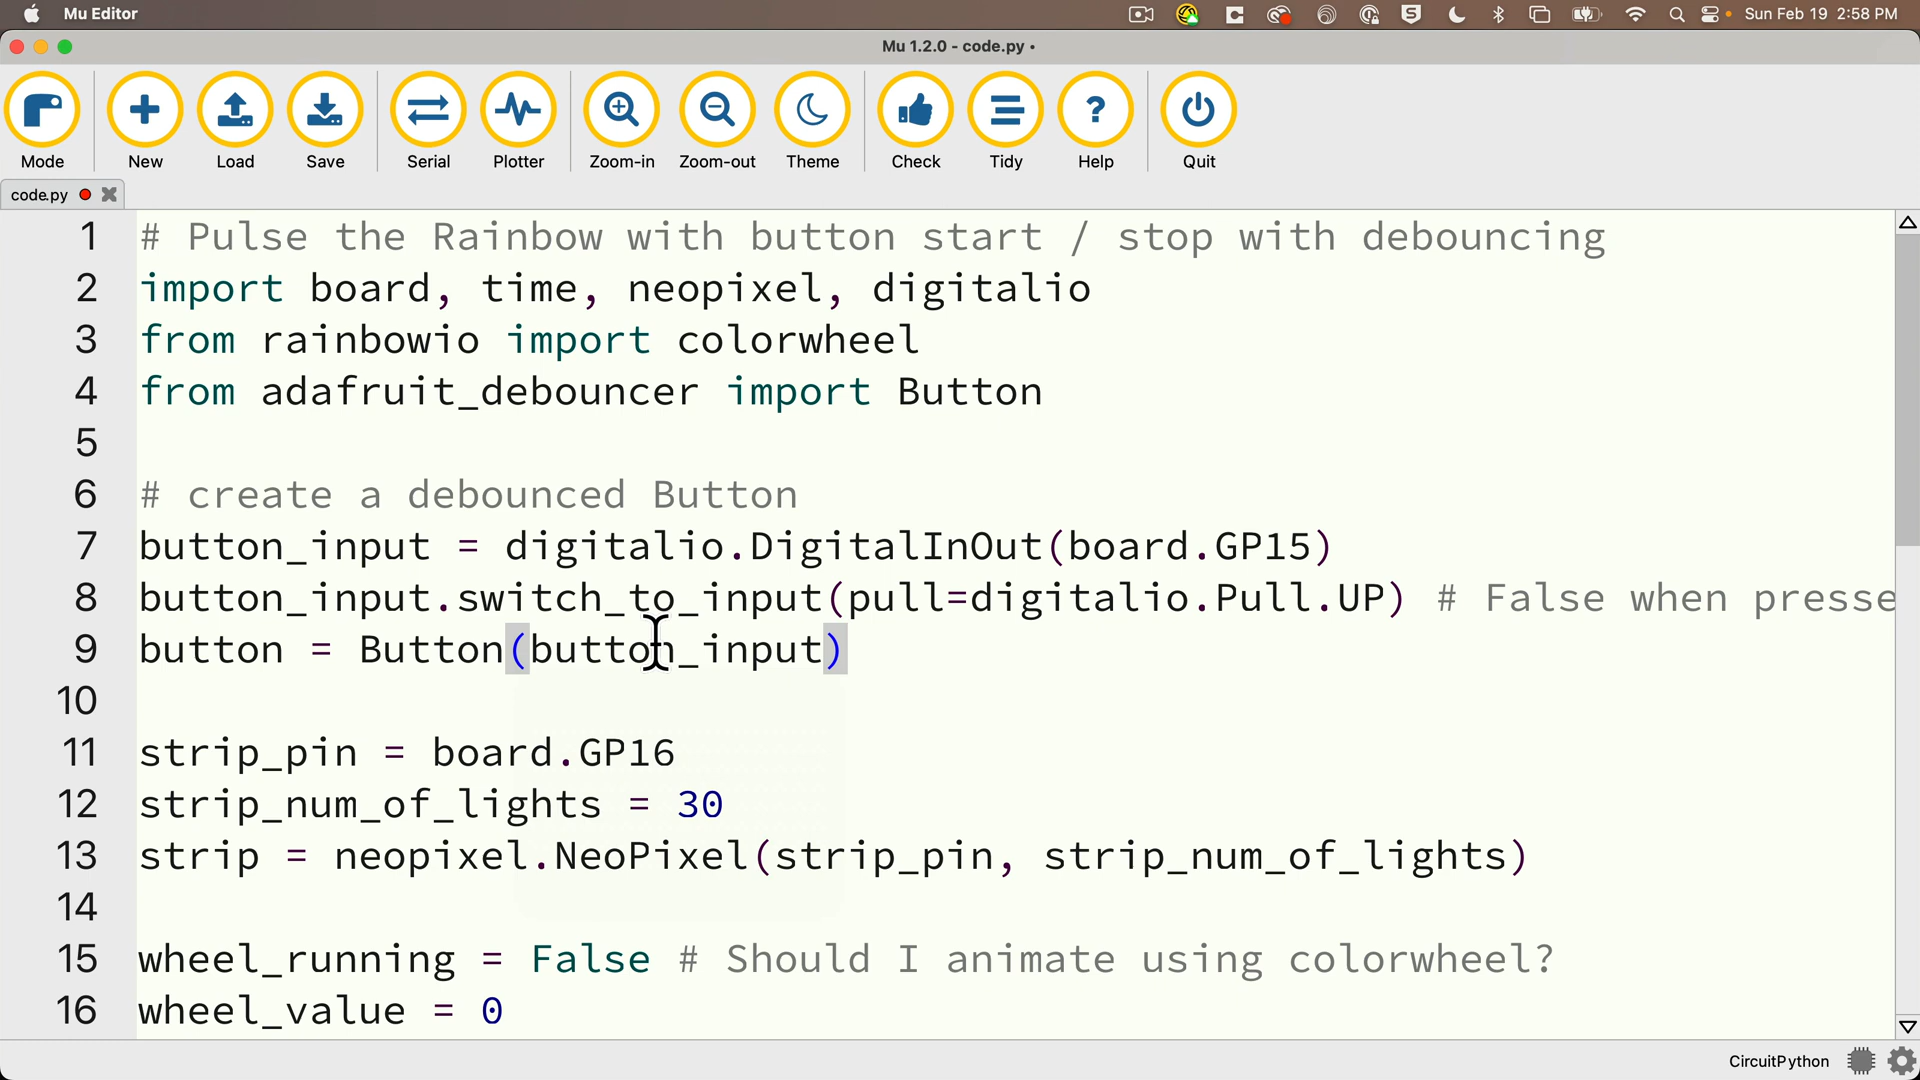 Mu Editor
Sun Feb 19 2:58 PM
Mu 1.2.0 - code.py •
Mode
New
Load
Save
Serial
Plotter
Zoom-in
Zoom-out
Theme
Check
Tidy
Help
Quit
code.py
1 # Pulse the Rainbow with button start / stop with debouncing
2 import board, time, neopixel, digitalio
3 from rainbowio import colorwheel
4 from adafruit_debouncer import Button
5
6 # create a debounced Button
7 button_input = digitalio.DigitalInOut(board.GP15)
8 button_input.switch_to_input(pull=digitalio.Pull.UP) # False when presse
9 button = Button(button_input)
10
11 strip_pin = board.GP16
12 strip_num_of_lights = 30
13 strip = neopixel.NeoPixel(strip_pin, strip_num_of_lights)
14
15 wheel_running = False # Should I animate using colorwheel?
16 wheel_value = 0
CircuitPython